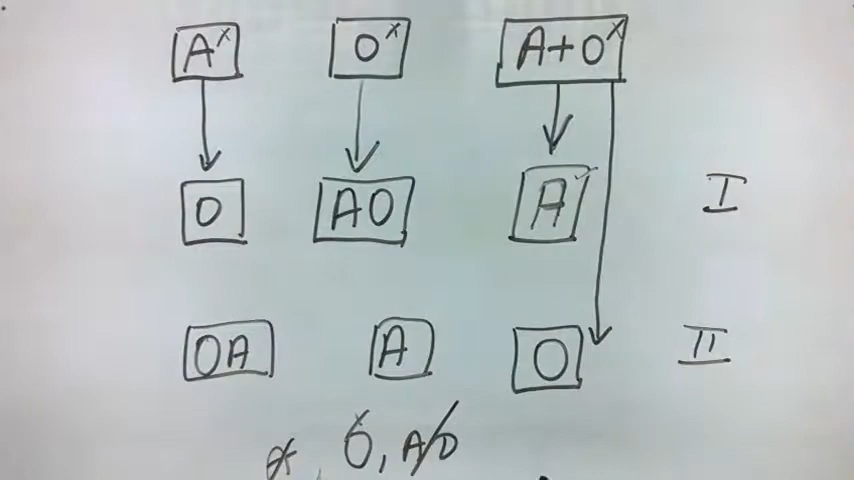 A^x O^x A+O^x
O AO A I
OA A O II
O, A/O